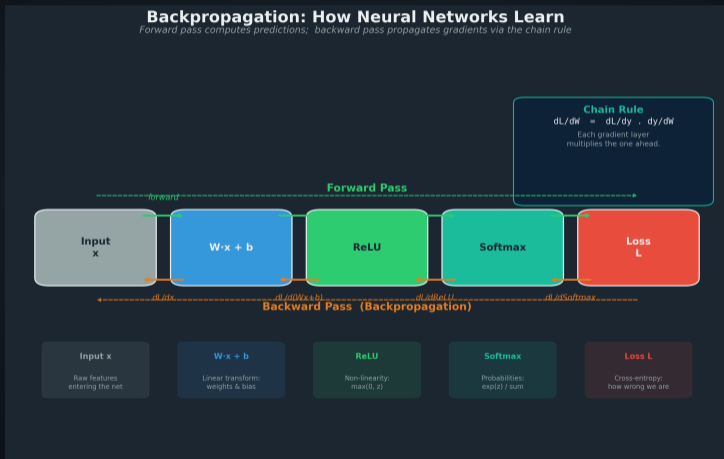 Backpropagation: How Neural Networks Learn
Forward pass computes predictions;  backward pass propagates gradients via the chain rule
Chain Rule
dL/dW  =  dL/dy . dy/dW
Each gradient layer
multiplies the one ahead.
Forward Pass
forward
Input
x
W·x + b
ReLU
Softmax
Loss
L
dL/dx
dL/d(Wx+b)
dL/dReLU
dL/dSoftmax
Backward Pass  (Backpropagation)
Input x
Raw features
entering the net
W·x + b
Linear transform:
weights & bias
ReLU
Non-linearity:
max(0, z)
Softmax
Probabilities:
exp(z) / sum
Loss L
Cross-entropy:
how wrong we are